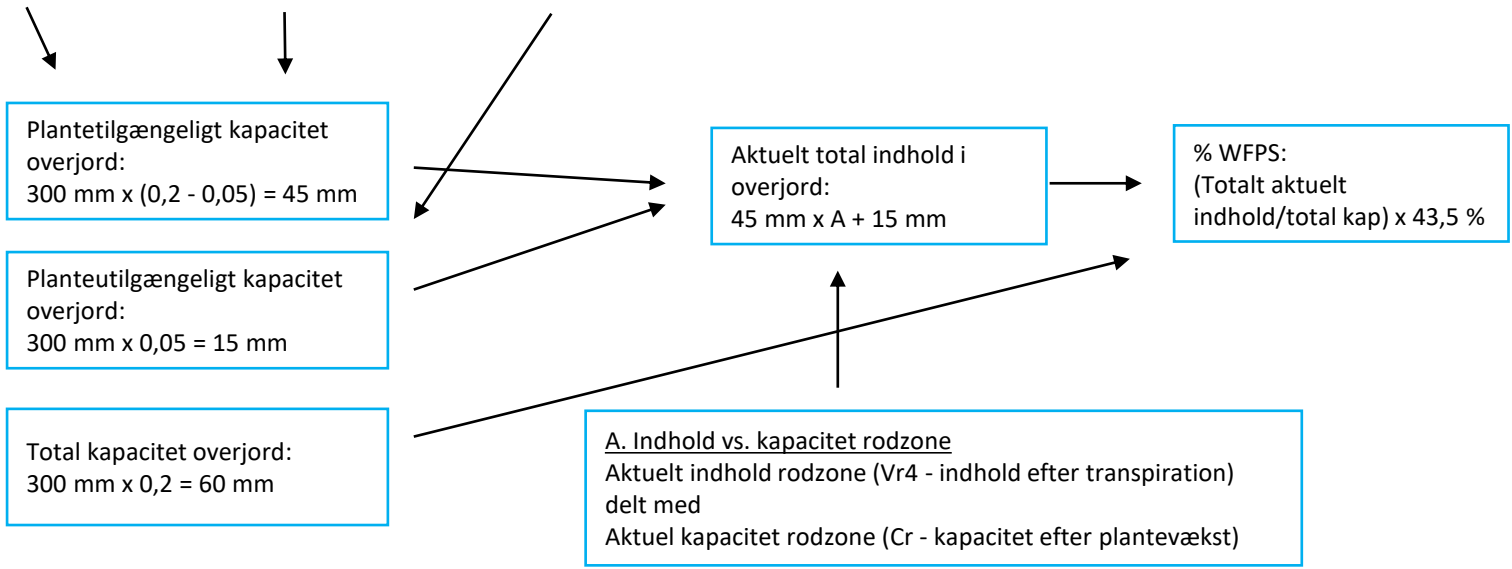 Plantetilgængeligt kapacitet
overjord:
300 mm x (0,2 - 0,05) = 45 mm
Planteutilgængeligt kapacitet
overjord:
300 mm x 0,05 = 15 mm
Total kapacitet overjord:
300 mm x 0,2 = 60 mm
Aktuelt total indhold i
overjord:
45 mm x A + 15 mm
% WFPS:
(Totalt aktuelt
indhold/total kap) x 43,5 %
A. Indhold vs. kapacitet rodzone
Aktuelt indhold rodzone (Vr4 - indhold efter transpiration)
delt med
Aktuel kapacitet rodzone (Cr - kapacitet efter plantevækst)